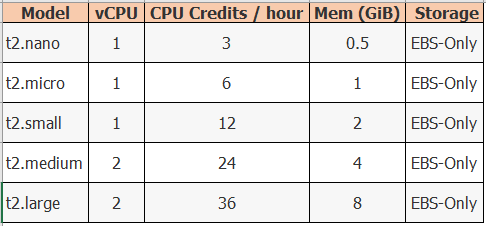 Model vCPU CPU Credits / hour Mem (GiB) Storage
t2.nano 1 3 0.5 EBS-Only
t2.micro 1 6 1 EBS-Only
t2.small 1 12 2 EBS-Only
t2.medium 2 24 4 EBS-Only
t2.large 2 36 8 EBS-Only